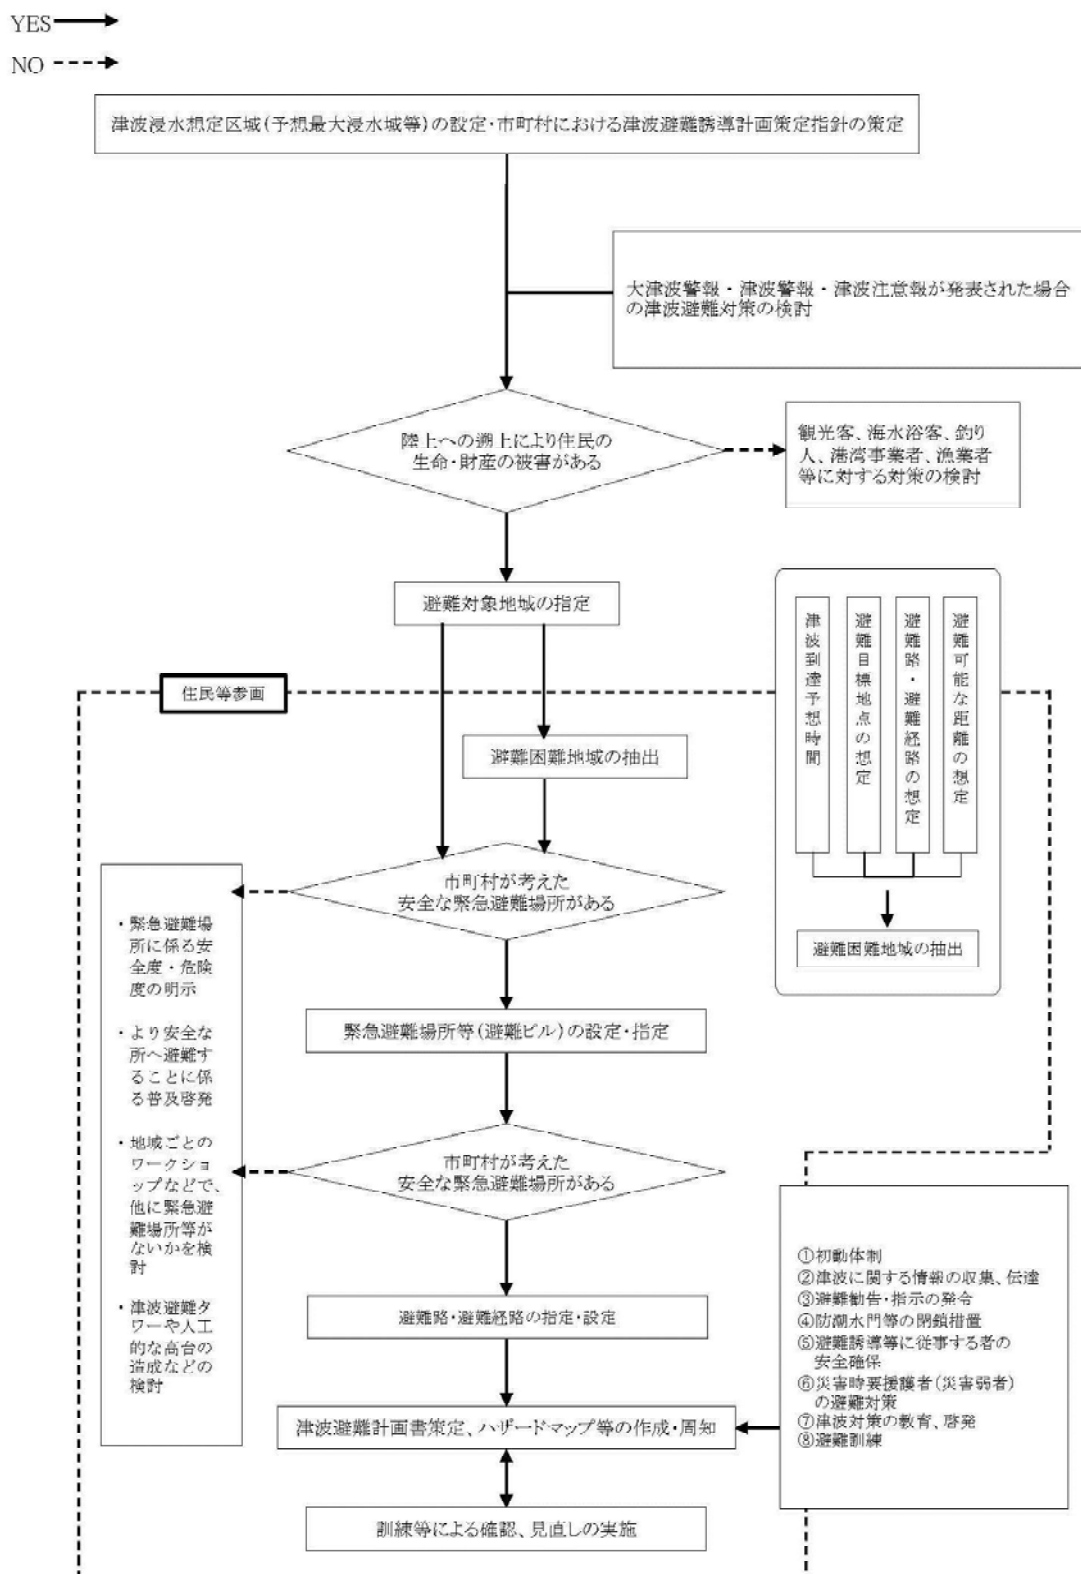 YES
NO
津波浸水想定区域(予想最大浸水域等)の設定・市町村における津波避難誘導計画策定指針の策定
大津波警報・津波警報・津波注意報が発表された場合
の津波避難対策の検討
陸上への遡上により住民の
生命・財産の被害がある
観光客、海水浴客、釣り
人、港湾事業者、漁業者
等に対する対策の検討
避難対象地域の指定
津波到達予想時間
避難目標地点の想定
避難路・避難経路の想定
避難可能な距離の想定
避難困難地域の抽出
住民等参画
避難困難地域の抽出
市町村が考えた
安全な緊急避難場所がある
・緊急避難場
所に係る安
全度・危険
度の明示
・より安全な
所へ避難す
ることに係
る普及啓発
・地域ごとの
ワークショ
ップなどで、
他に緊急避
難場所等が
ないかを検
討
・津波避難タ
ワーや人工
的な高台の
造成などの
検討
緊急避難場所等(避難ビル)の設定・指定
市町村が考えた
安全な緊急避難場所がある
避難路・避難経路の指定・設定
①初動体制
②津波に関する情報の収集、伝達
③避難勧告・指示の発令
④防潮水門等の閉鎖措置
⑤避難誘導等に従事する者の
安全確保
⑥災害時要援護者(災害弱者)
の避難対策
⑦津波対策の教育、啓発
⑧避難訓練
津波避難計画書策定、ハザードマップ等の作成・周知
訓練等による確認、見直しの実施